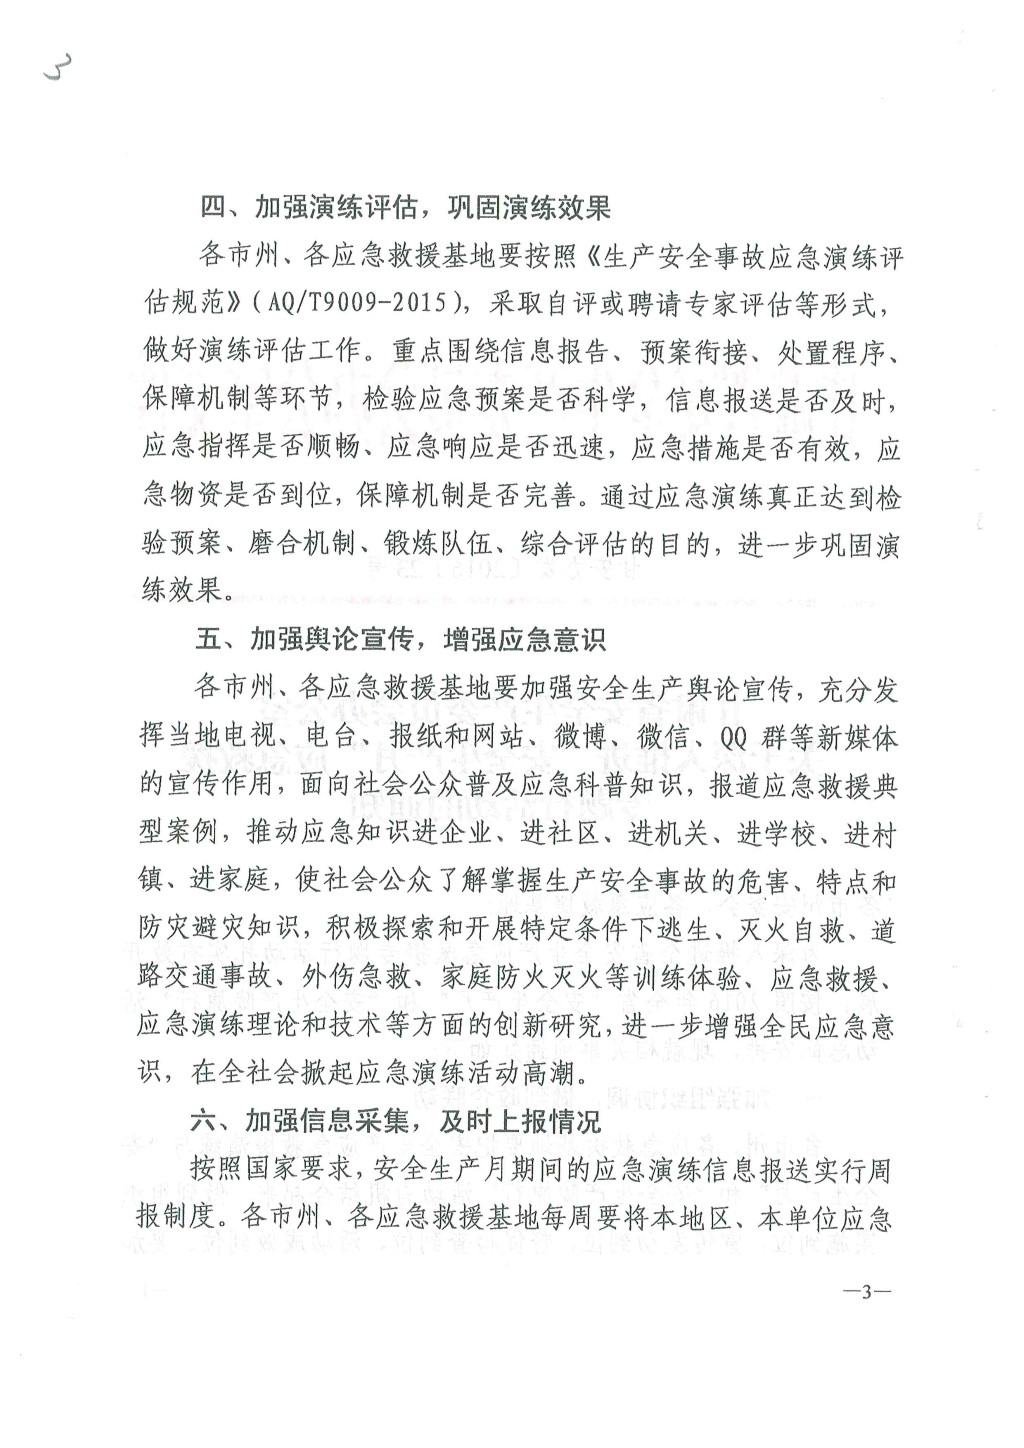 3
四、加强演练评估，巩固演练效果
各市州、各应急救援基地要按照《生产安全事故应急演练评
估规范》（AQ/T9009-2015），采取自评或聘请专家评估等形式，
做好演练评估工作。重点围绕信息报告、预案衔接、处置程序、
保障机制等环节，检验应急预案是否科学，信息报送是否及时，
应急指挥是否顺畅、应急响应是否迅速，应急措施是否有效，应
急物资是否到位，保障机制是否完善。通过应急演练真正达到检
验预案、磨合机制、锻炼队伍、综合评估的目的，进一步巩固演
练效果。
五、加强舆论宣传，增强应急意识
各市州、各应急救援基地要加强安全生产舆论宣传，充分发
挥当地电视、电台、报纸和网站、微博、微信、QQ 群等新媒体
的宣传作用，面向社会公众普及应急科普知识，报道应急救援典
型案例，推动应急知识进企业、进社区、进机关、进学校、进村
镇、进家庭，使社会公众了解掌握生产安全事故的危害、特点和
防灾避灾知识，积极探索和开展特定条件下逃生、灭火自救、道
路交通事故、外伤急救、家庭防火灭火等训练体验、应急救援、
应急演练理论和技术等方面的创新研究，进一步增强全民应急意
识，在全社会掀起应急演练活动高潮。
六、加强信息采集，及时上报情况
按照国家要求，安全生产月期间的应急演练信息报送实行周
报制度。各市州、各应急救援基地每周要将本地区、本单位应急
—3—